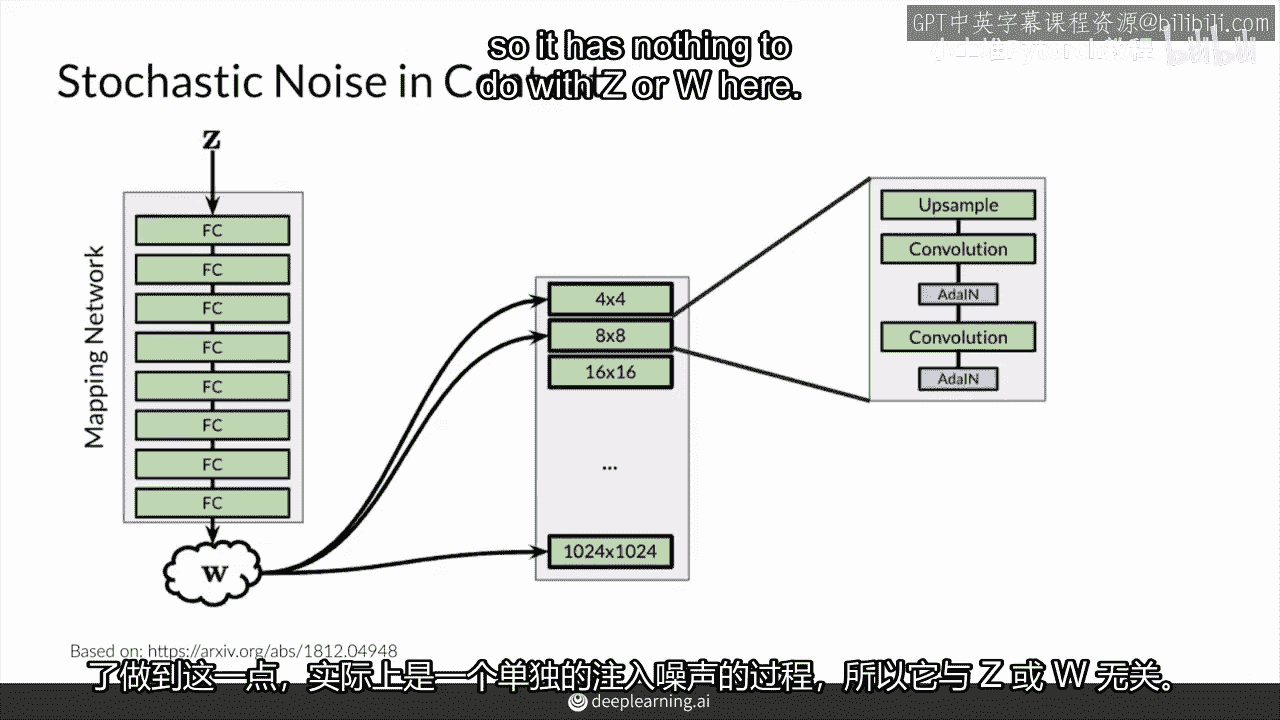 GPT中英字幕课程资源@bilibili.com
so it has nothing to
do with Z or W here.
Stochastic Noise in
Z
Mapping Network
FC
FC
FC
FC
FC
FC
FC
FC
W
4x4
8x8
16x16
...
1024x1024
Upsample
Convolution
AdaIN
Convolution
AdaIN
Based on: https://arxiv.org/abs/1812.04948
了做到这一点，实际上是一个单独的注入噪声的过程，所以它与 Z 或 W 无关。
deeplearning.ai